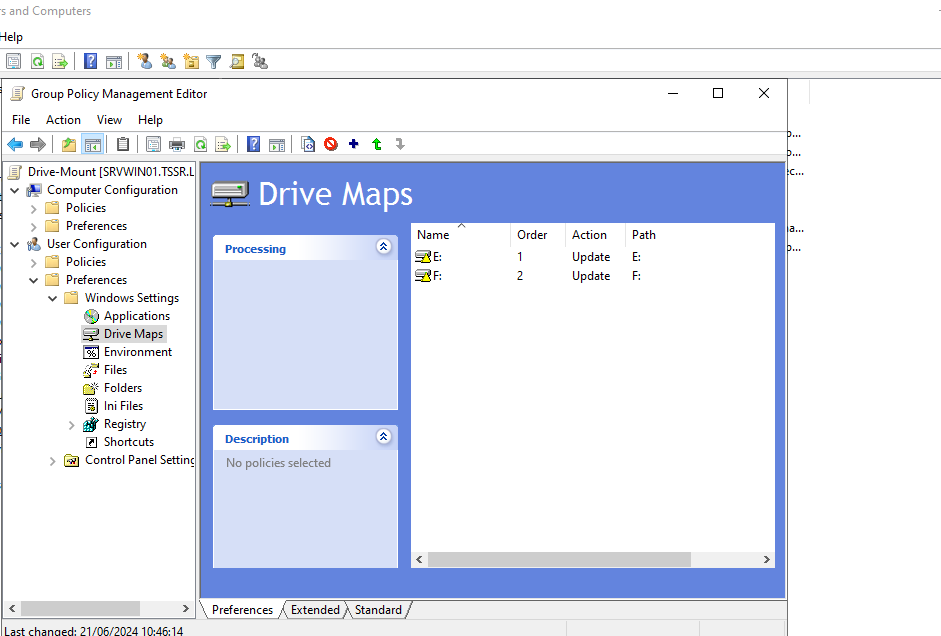 s and Computers
Help
Group Policy Management Editor
File Action View Help
Drive-Mount [SRVWIN01.TSSR.L
Computer Configuration
Policies
Preferences
User Configuration
Policies
Preferences
Windows Settings
Applications
Drive Maps
Environment
Files
Folders
Ini Files
Registry
Shortcuts
Control Panel Setting
Drive Maps
Processing
Description
No policies selected
Name Order Action Path
E: 1 Update E:
F: 2 Update F:
Preferences Extended Standard
Last changed: 21/06/2024 10:46:14